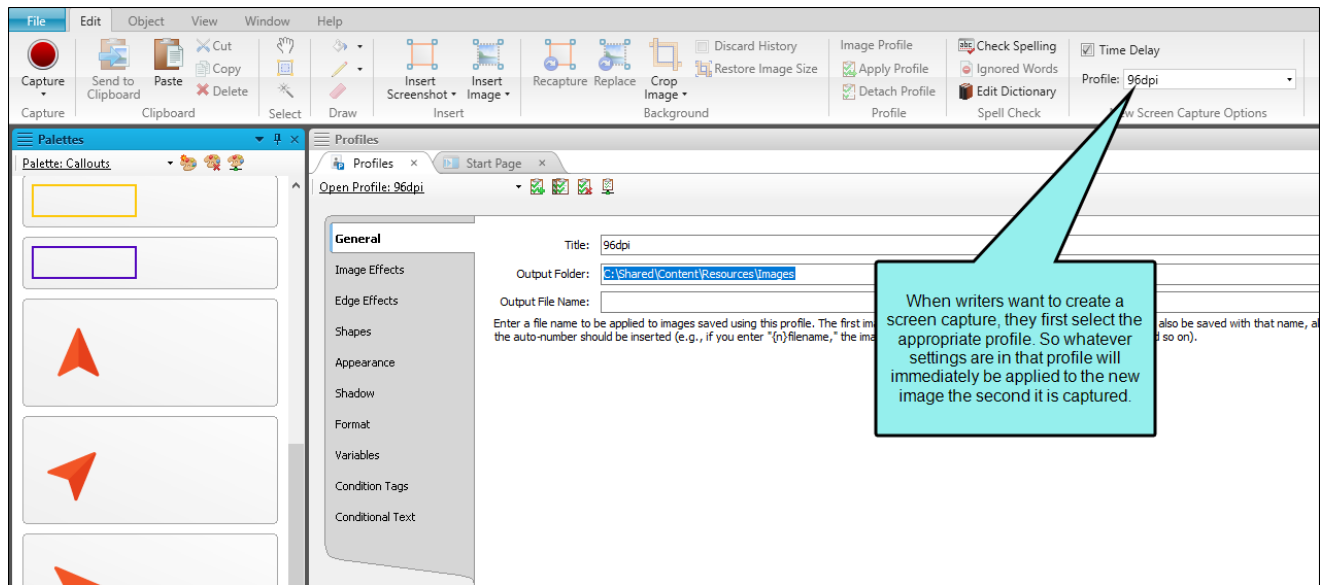 File Edit Object View Window Help
Cut
Copy
Delete
Capture
Send to
Clipboard
Paste
Insert
Screenshot
Insert
Image
Recapture Replace
Crop
Image
Discard History
Restore Image Size
Image Profile
Apply Profile
Detach Profile
Check Spelling
Ignored Words
Edit Dictionary
Time Delay
Profile: 96dpi
Capture Clipboard Select Draw Insert Background Profile Spell Check Screen Capture Options
Palettes
Palette: Callouts
Profiles
Profiles Start Page
Open Profile: 96dpi
General
Image Effects
Edge Effects
Shapes
Appearance
Shadow
Format
Variables
Condition Tags
Conditional Text
Title: 96dpi
Output Folder: C:\Shared\Content\Resources\Images
Output File Name:
Enter a file name to be applied to images saved using this profile. The first also be saved with that name,
the auto-number should be inserted (e.g., if you enter "{n}filename," the so on).
When writers want to create a
screen capture, they first select the
appropriate profile. So whatever
settings are in that profile will
immediately be applied to the new
image the second it is captured.